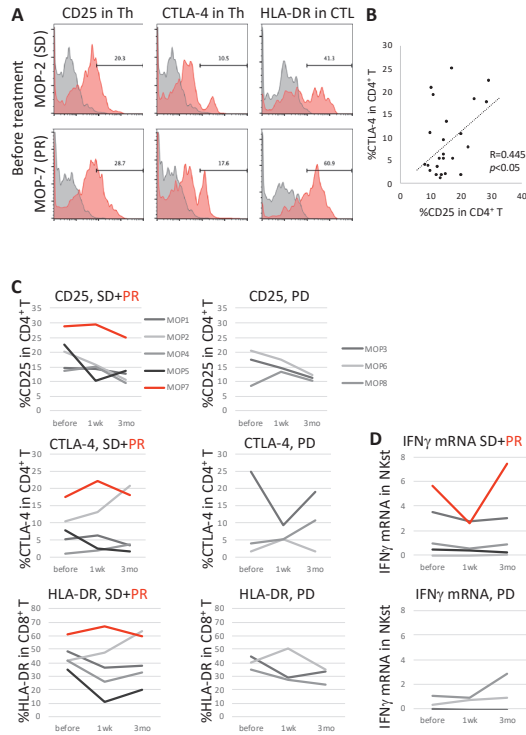 A
CD25 in Th
CTLA-4 in Th
HLA-DR in CTL
Before treatment
MOP-2 (SD)
29.3
10.5
41.3
MOP-7 (PR)
28.7
17.6
60.9
B
%CTLA-4 in CD4⁺ T
30
25
20
15
10
5
0
0 10 20 30 40
R=0.445
p<0.05
%CD25 in CD4⁺ T
C
CD25, SD+PR
%CD25 in CD4⁺ T
35
30
25
20
15
10
5
0
before 1wk 3mo
MOP1
MOP2
MOP4
MOP5
MOP7
CD25, PD
%CD25 in CD4⁺ T
35
30
25
20
15
10
5
0
before 1wk 3mo
MOP3
MOP6
MOP8
CTLA-4, SD+PR
%CTLA-4 in CD4⁺ T
25
20
15
10
5
0
before 1wk 3mo
CTLA-4, PD
%CTLA-4 in CD4⁺ T
30
25
20
15
10
5
0
before 1wk 3mo
HLA-DR, SD+PR
%HLA-DR in CD8⁺ T
80
70
60
50
40
30
20
10
0
before 1wk 3mo
HLA-DR, PD
%HLA-DR in CD8⁺ T
80
70
60
50
40
30
20
10
0
before 1wk 3mo
D
IFNγ mRNA SD+PR
IFNγ mRNA in NKst
8
6
4
2
0
before 1wk 3mo
IFNγ mRNA, PD
IFNγ mRNA in NKst
8
6
4
2
0
before 1wk 3mo